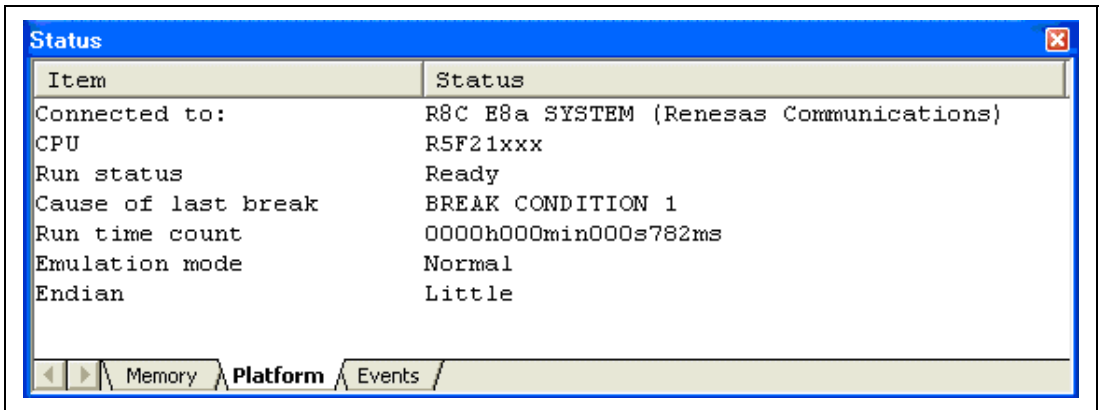 Status
Item Status
Connected to: R8C E8a SYSTEM (Renesas Communications)
CPU R5F21xxx
Run status Ready
Cause of last break BREAK CONDITION 1
Run time count 0000h000min000s782ms
Emulation mode Normal
Endian Little
Memory Platform Events